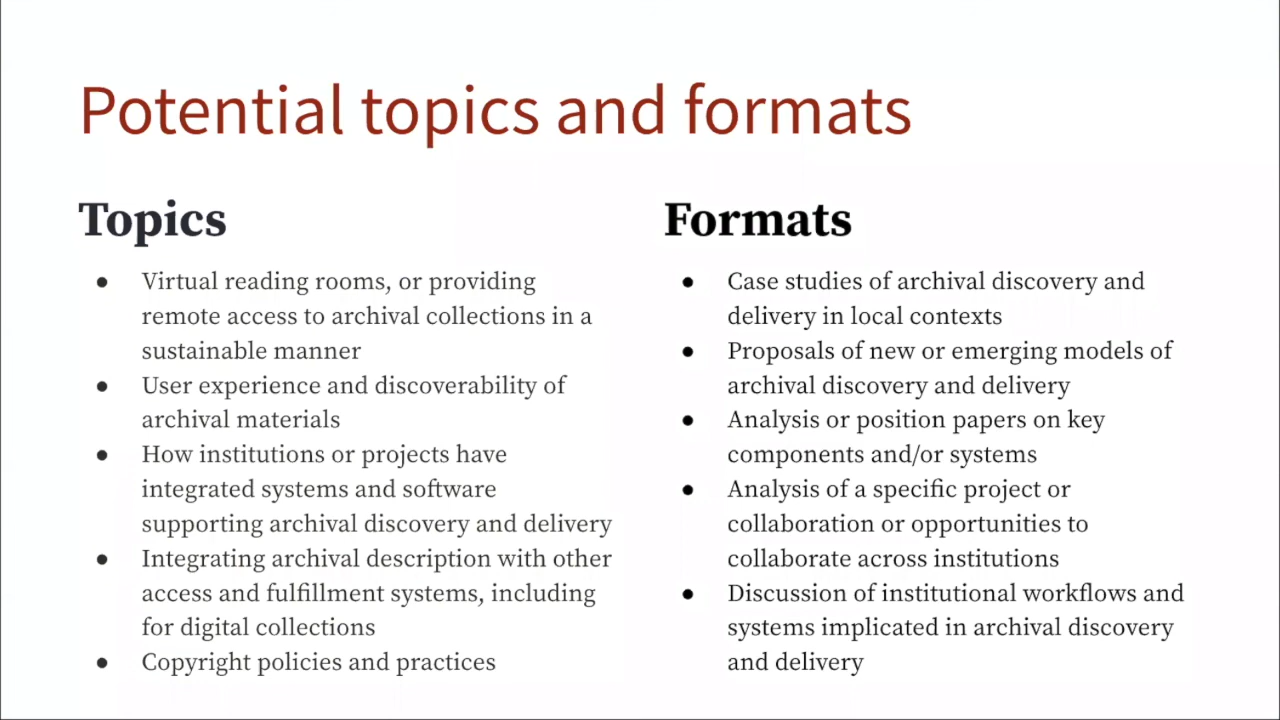 Potential topics and formats
Topics
● Virtual reading rooms, or providing
remote access to archival collections in a
sustainable manner
● User experience and discoverability of
archival materials
● How institutions or projects have
integrated systems and software
supporting archival discovery and delivery
● Integrating archival description with other
access and fulfillment systems, including
for digital collections
● Copyright policies and practices
Formats
● Case studies of archival discovery and
delivery in local contexts
● Proposals of new or emerging models of
archival discovery and delivery
● Analysis or position papers on key
components and/or systems
● Analysis of a specific project or
collaboration or opportunities to
collaborate across institutions
● Discussion of institutional workflows and
systems implicated in archival discovery
and delivery